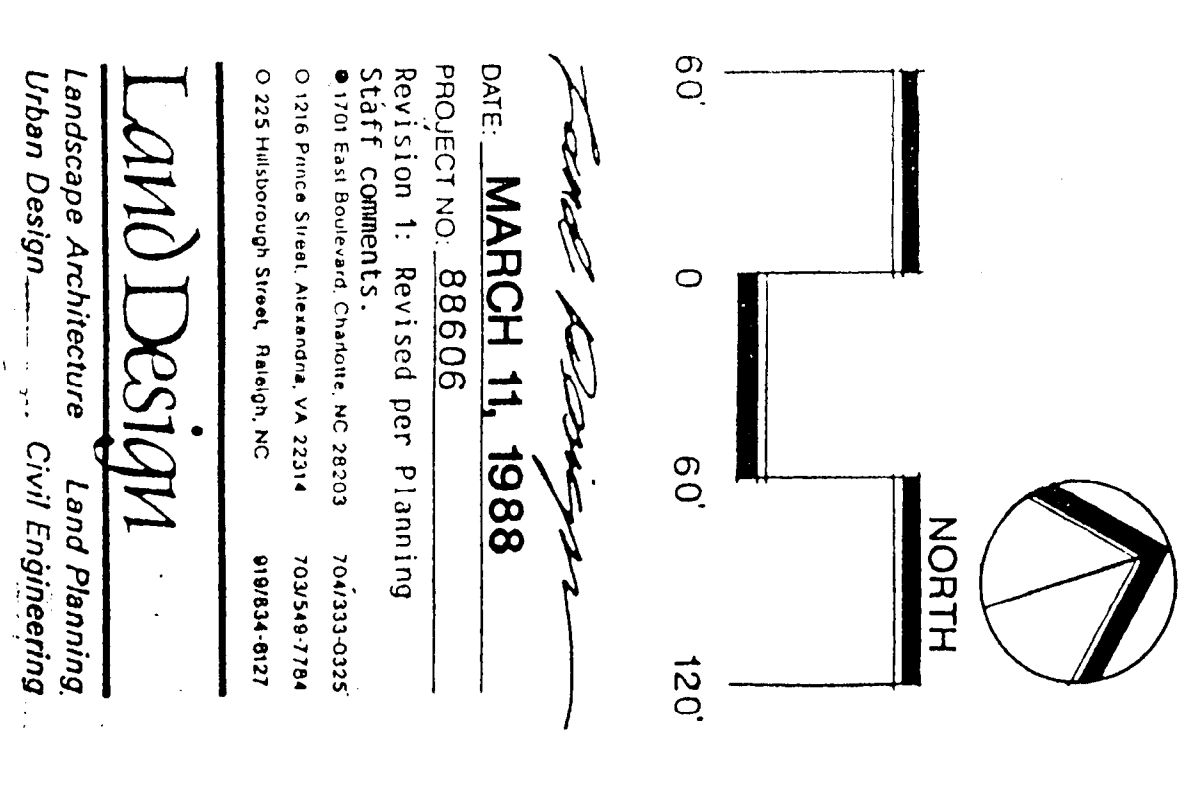 NORTH
60' 0 60' 120'
Land Design
DATE: MARCH 11, 1988
PROJECT NO: 88606
Revision 1: Revised per Planning
Staff comments.
1701 East Boulevard, Charlotte, NC 28203 704/333-0325
1216 Prince Street, Alexandria, VA 22314 703/549-7784
225 Hillsborough Street, Raleigh, NC 919/834-6127
Land Design
Landscape Architecture Land Planning
Urban Design Civil Engineering